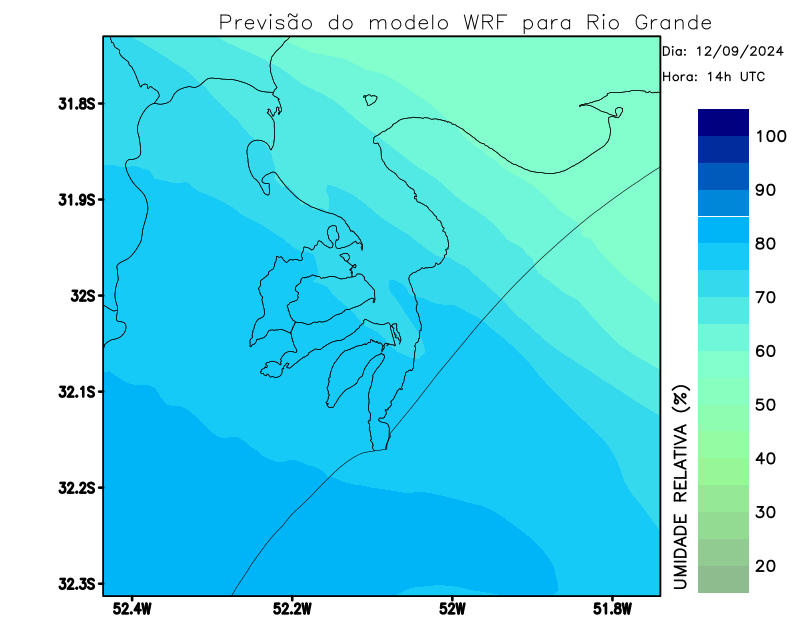 Previsão do modelo WRF para Rio Grande
Dia: 12/09/2024
Hora: 14h UTC
31.8S
31.9S
32S
32.1S
32.2S
32.3S
52.4W
52.2W
52W
51.8W
100
90
80
70
60
50
40
30
20
UMIDADE RELATIVA (%)